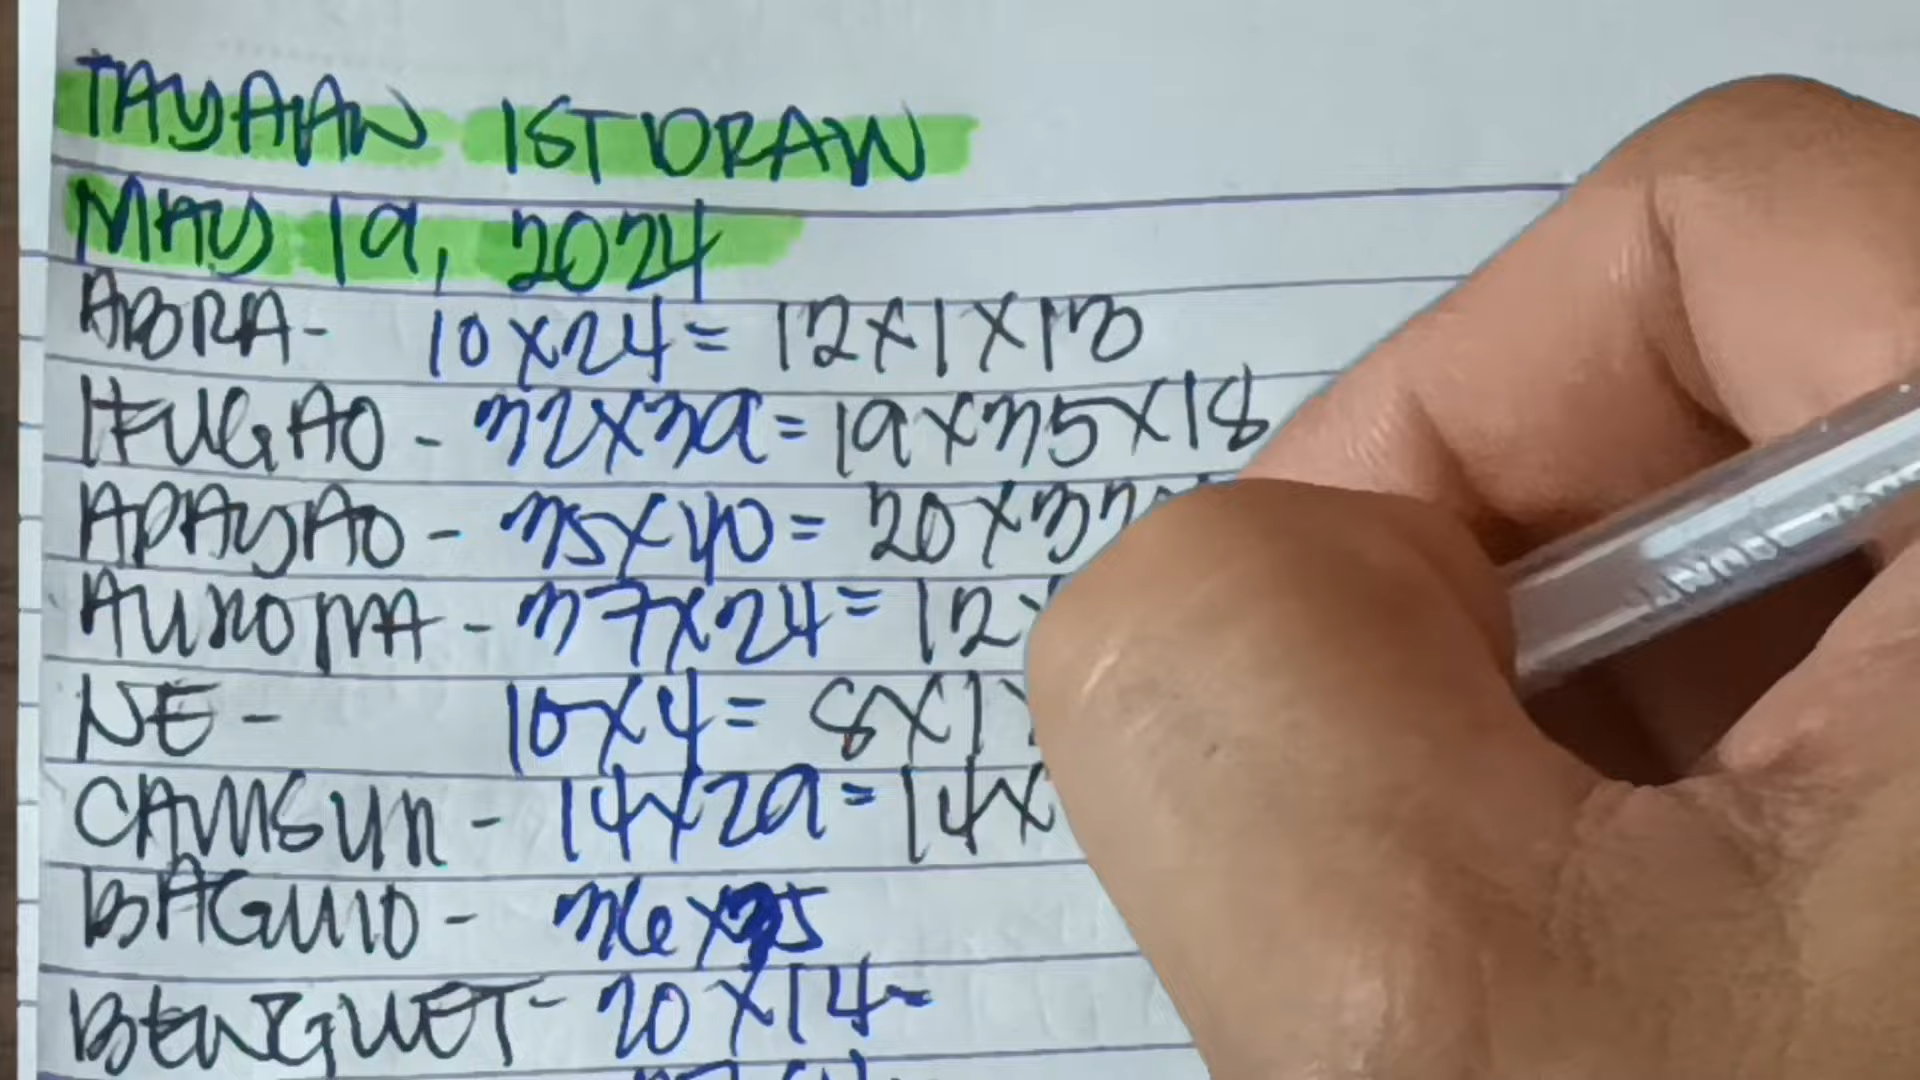 TAYAAN 1ST DRAW
MAY 19, 2024
ABRA- 10x24= 12x1x13
IFUGAO - 32x39= 19x35x18
APAYAO - 35x40= 20x32
AURORA - 37x24= 12
NE - 10x4= 8x1
CAMSUR - 14x29= 14x
BAGUIO - 36x35
BENGUET- 20x14-